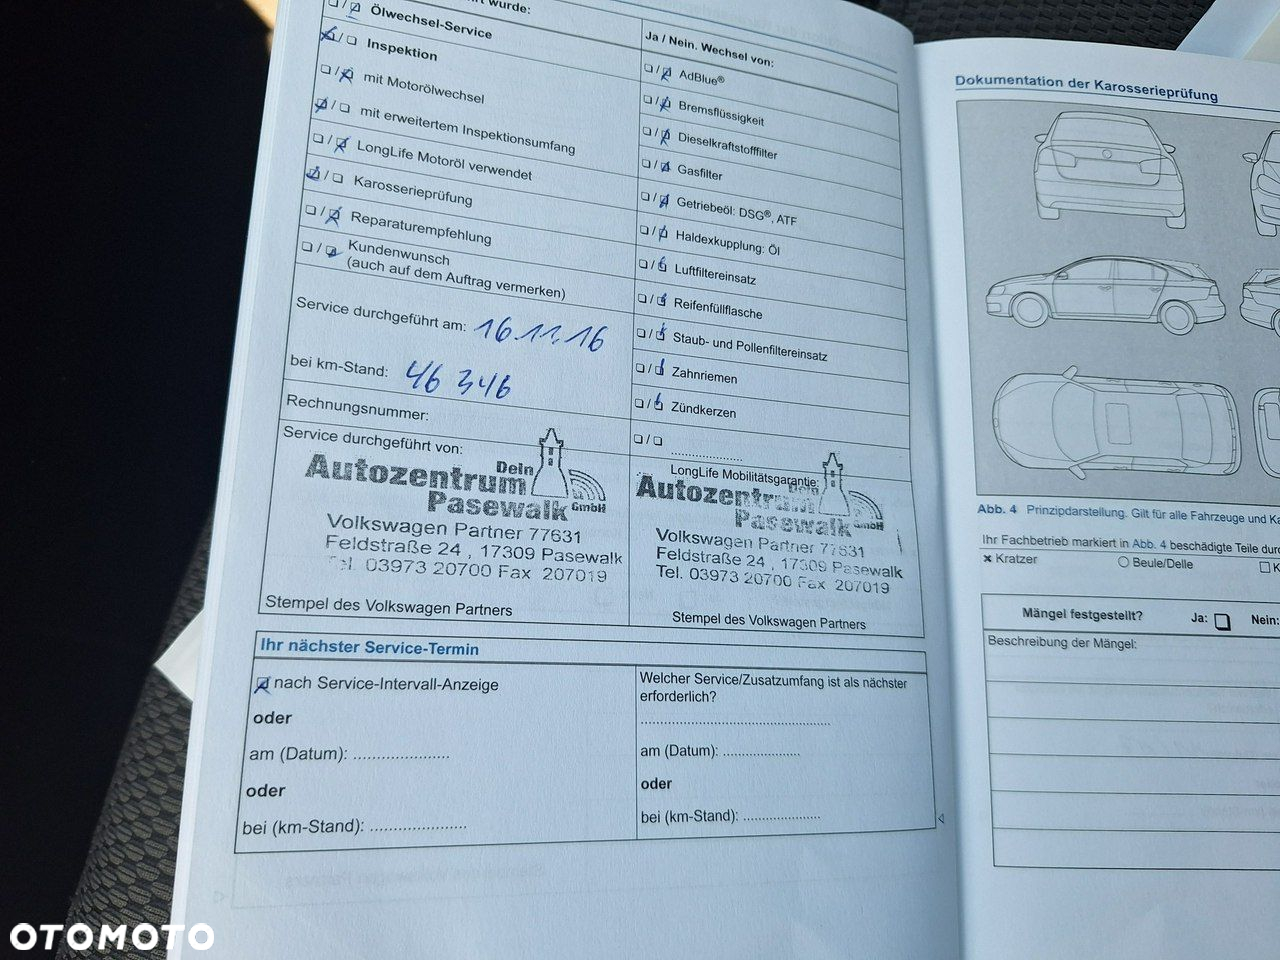 wurde:
Ölwechsel-Service
Inspektion
mit Motorölwechsel
mit erweitertem Inspektionsumfang
LongLife Motoröl verwendet
Karosserieprüfung
Reparaturempfehlung
Kundenwunsch
(auch auf dem Auftrag vermerken)
Service durchgeführt am: 16.11.16
bei km-Stand: 46 346
Rechnungsnummer:
Service durchgeführt von:
Dein
Autozentrum
Pasewalk GmbH
Volkswagen Partner 77631
Feldstraße 24 , 17309 Pasewalk
Tel. 03973 20700 Fax 207019
Stempel des Volkswagen Partners
Ja / Nein. Wechsel von:
AdBlue®
Bremsflüssigkeit
Dieselkraftstofffilter
Gasfilter
Getriebeöl: DSG®, ATF
Haldexkupplung: Öl
Luftfiltereinsatz
Reifenfüllflasche
Staub- und Pollenfiltereinsatz
Zahnriemen
Zündkerzen
LongLife Mobilitätsgarantie:
Dein
Autozentrum
Pasewalk GmbH
Volkswagen Partner 77631
Feldstraße 24 , 17309 Pasewalk
Tel. 03973 20700 Fax 207019
Stempel des Volkswagen Partners
Ihr nächster Service-Termin
nach Service-Intervall-Anzeige
oder
am (Datum): ....................
oder
bei (km-Stand): ....................
Welcher Service/Zusatzumfang ist als nächster
erforderlich?
am (Datum): ................
oder
bei (km-Stand): ................
Dokumentation der Karosserieprüfung
Abb. 4 Prinzipdarstellung. Gilt für alle Fahrzeuge und
Ihr Fachbetrieb markiert in Abb. 4 beschädigte Teile
Kratzer
Beule/Delle
Mängel festgestellt? Ja: Nein:
Beschreibung der Mängel:
OTOMOTO